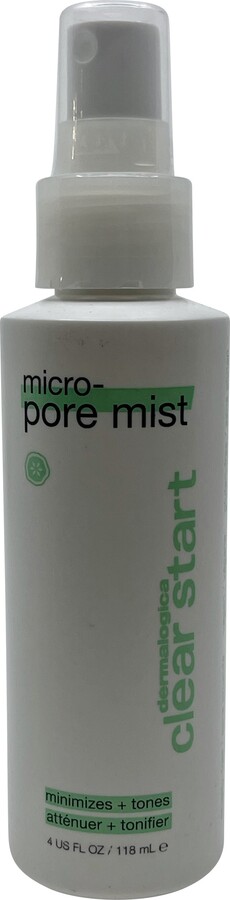 micro-
pore mist
dermalogica
clear start
minimizes + tones
atténuer + tonifier
4 US FL OZ / 118 mL e